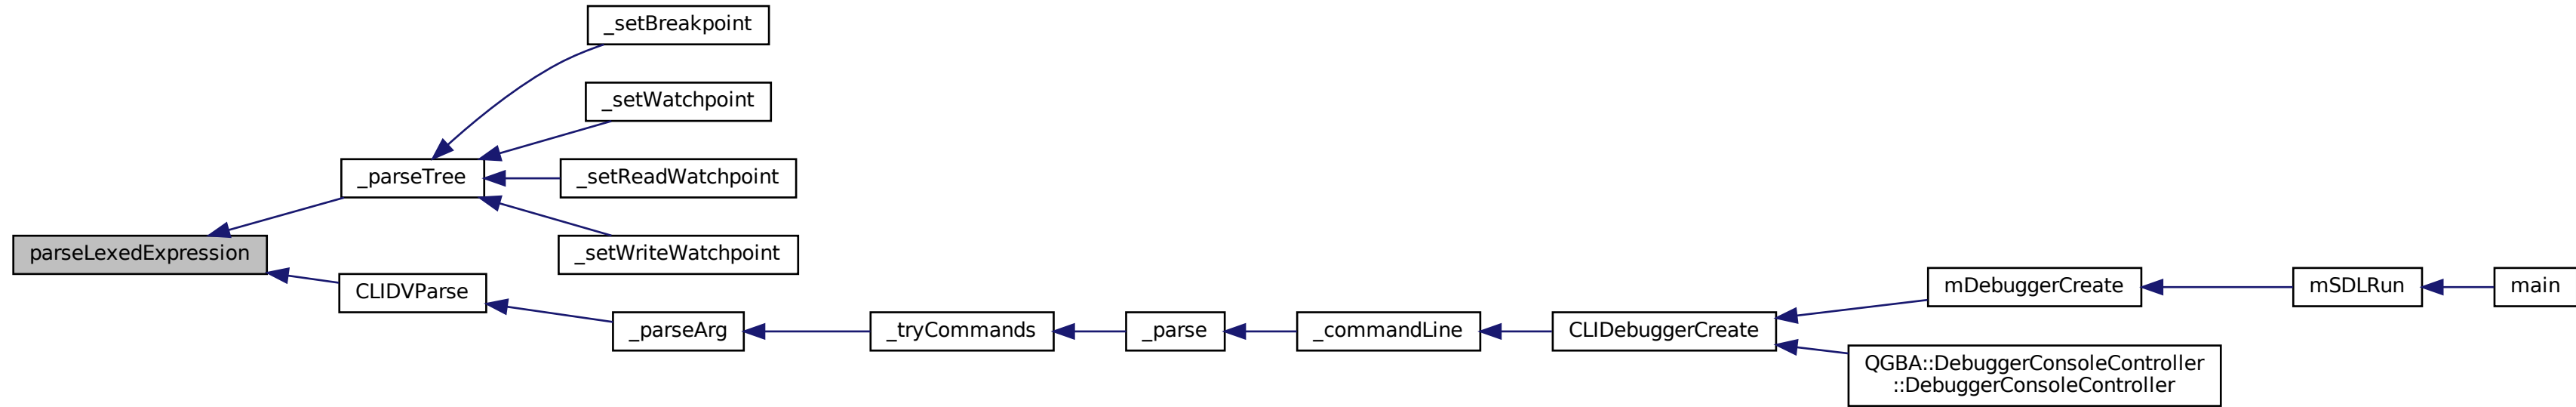 _setBreakpoint
_setWatchpoint
_parseTree
_setReadWatchpoint
parseLexedExpression
_setWriteWatchpoint
CLIDVParse
mDebuggerCreate
mSDLRun
main
_parseArg
_tryCommands
_parse
_commandLine
CLIDebuggerCreate
QGBA::DebuggerConsoleController
::DebuggerConsoleController